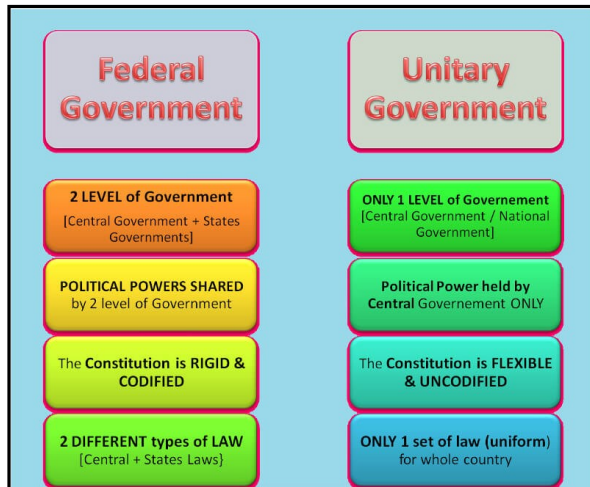 Federal
Government
2 LEVEL of Government
[Central Government + States
Governments]
POLITICAL POWERS SHARED
by 2 level of Government
The Constitution is RIGID &
CODIFIED
2 DIFFERENT types of LAW
[Central + States Laws}
Unitary
Government
ONLY 1 LEVEL of Governement
[Central Government / National
Government]
Political Power held by
Central Governement ONLY
The Constitution is FLEXIBLE
& UNCODIFIED
ONLY 1 set of law (uniform)
for whole country